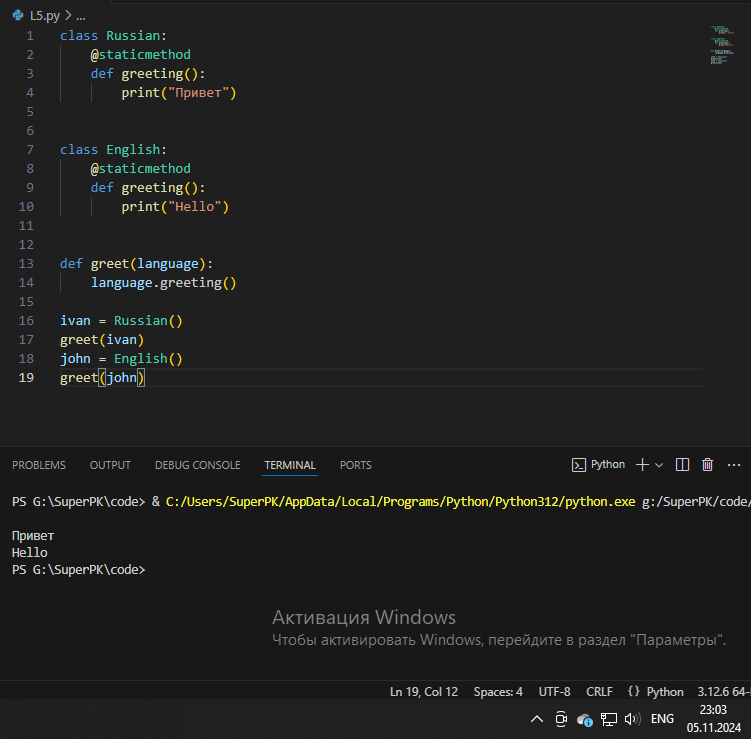 L5.py > ...
1 class Russian:
2     @staticmethod
3     def greeting():
4         print("Привет")
5
6
7 class English:
8     @staticmethod
9     def greeting():
10         print("Hello")
11
12
13 def greet(language):
14     language.greeting()
15
16 ivan = Russian()
17 greet(ivan)
18 john = English()
19 greet(john)
PROBLEMS OUTPUT DEBUG CONSOLE TERMINAL PORTS Python
PS G:\SuperPK\code> & C:/Users/SuperPK/AppData/Local/Programs/Python/Python312/python.exe g:/SuperPK/code/
Привет
Hello
PS G:\SuperPK\code>
Активация Windows
Чтобы активировать Windows, перейдите в раздел "Параметры".
Ln 19, Col 12 Spaces: 4 UTF-8 CRLF {} Python 3.12.6 64-
ENG 23:03
05.11.2024